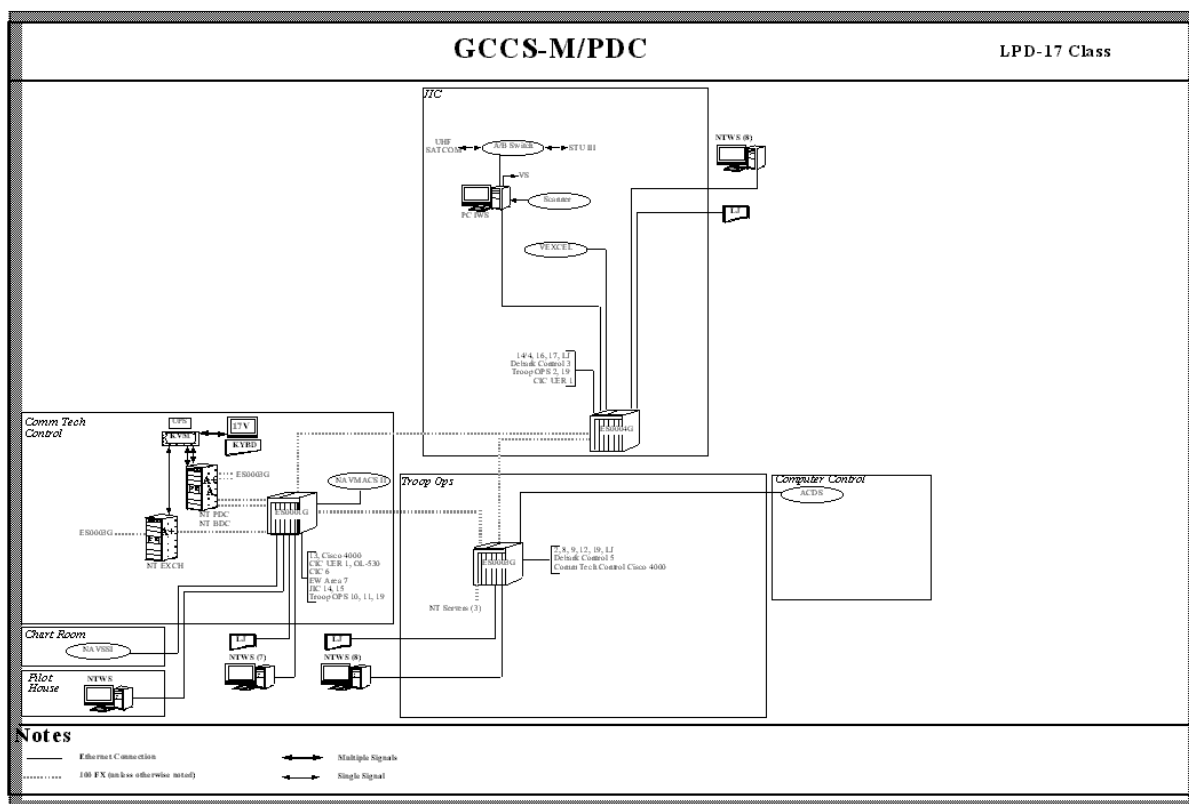 GCCS-M/PDC
LPD-17 Class
JIC
UHF
SATCOM
A/B Switch
STU III
VS
PC IWS
Scanner
VEXCEL
NTWS (8)
LJ
14/4, 16, 17, LJ
Debark Control 3
Troop OPS 2, 19
CIC UER 1
ES0004G
Comm Tech
Control
UPS
KVM
17V
KYBD
ES0003G
NAVMACS II
NT PDC
NT BDC
ES0001G
ES0003G
NT EXCH
13, Cisco 4000
CIC UER 1, OL-530
CIC 6
EW Area 7
JIC 14, 15
Troop OPS 10, 11, 19
Troop Ops
ES0003G
7, 8, 9, 12, 19, LJ
Debark Control 5
Comm Tech Control Cisco 4000
NT Servers (3)
Computer Control
ACDS
Chart Room
NAVSSI
Pilot
House
NTWS
LJ
NTWS (7)
LJ
NTWS (8)
Notes
Ethernet Connection
Multiple Signals
100 FX (unless otherwise noted)
Single Signal